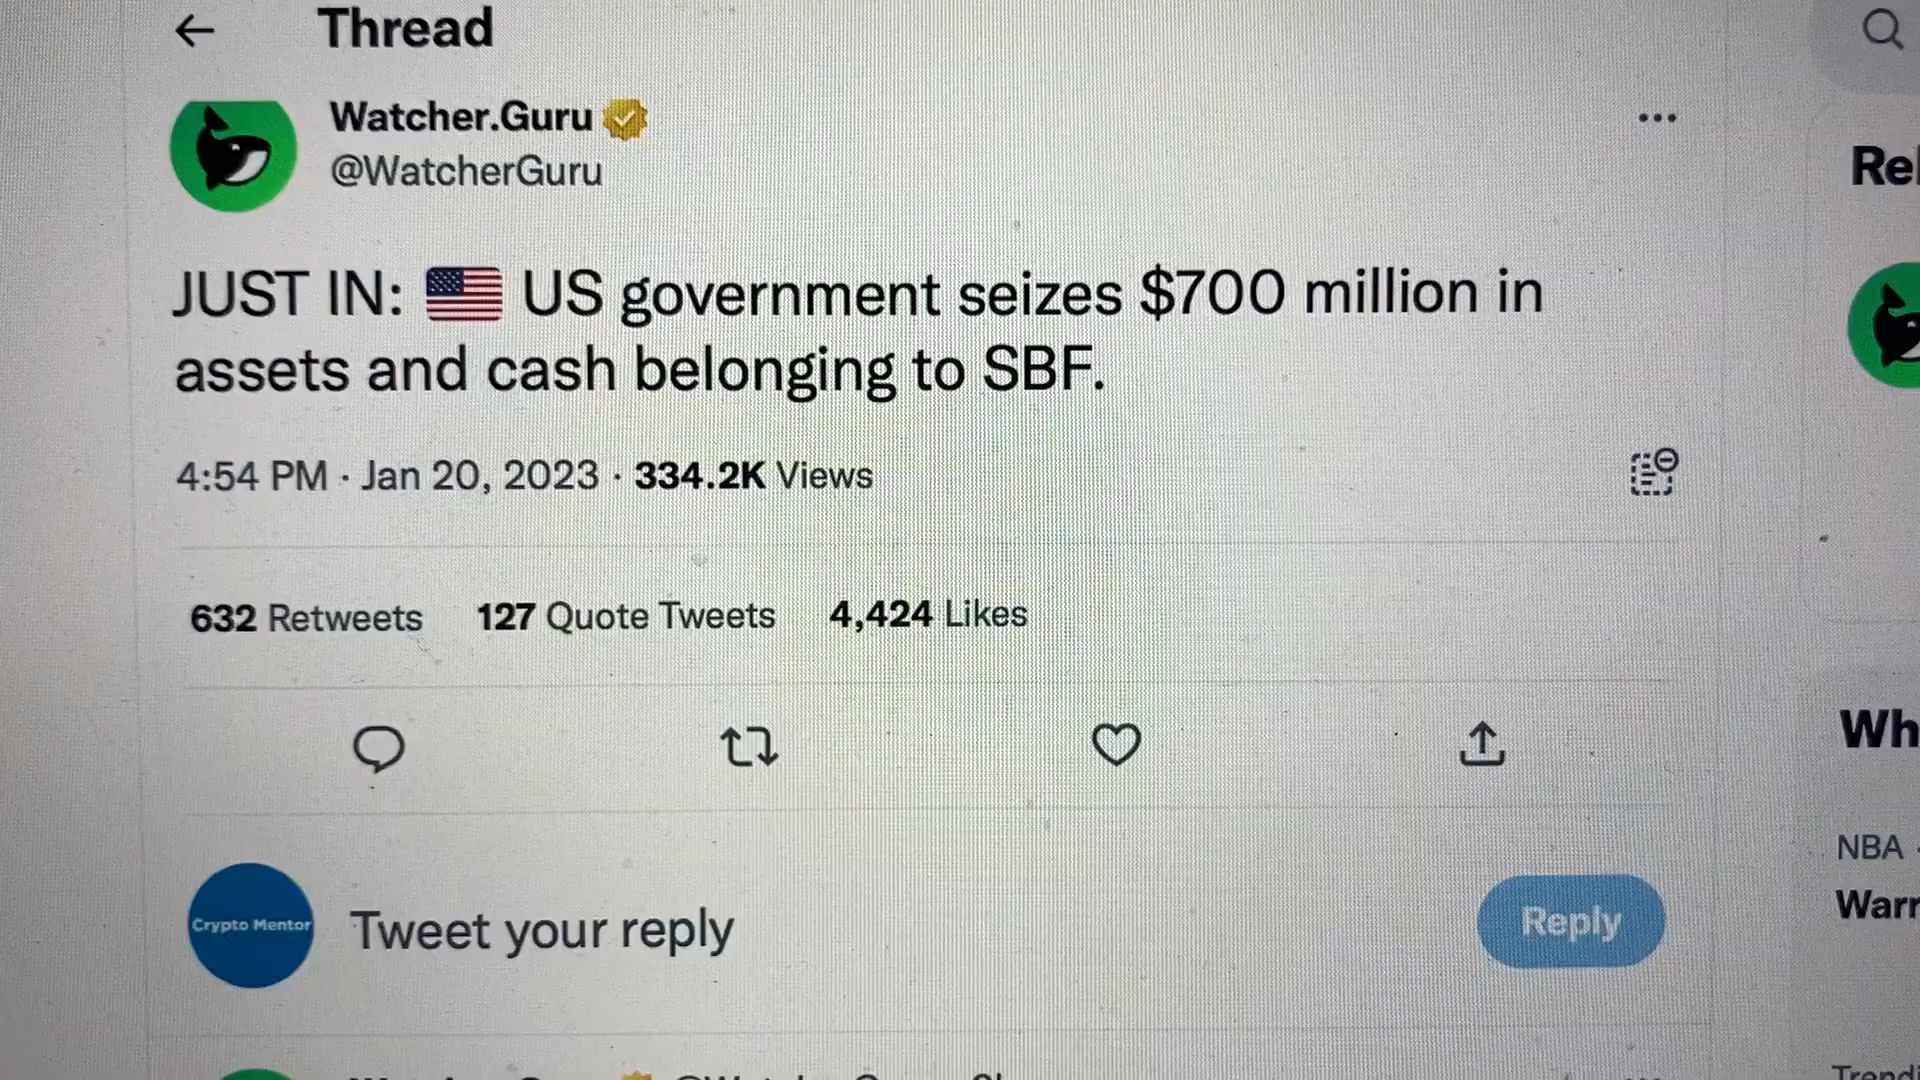 Thread
Watcher.Guru
@WatcherGuru
JUST IN: 🇺🇸 US government seizes $700 million in
assets and cash belonging to SBF.
4:54 PM · Jan 20, 2023 · 334.2K Views
632 Retweets 127 Quote Tweets 4,424 Likes
Crypto Mentor
Tweet your reply
Reply
Rel
Wh
NBA
Warr